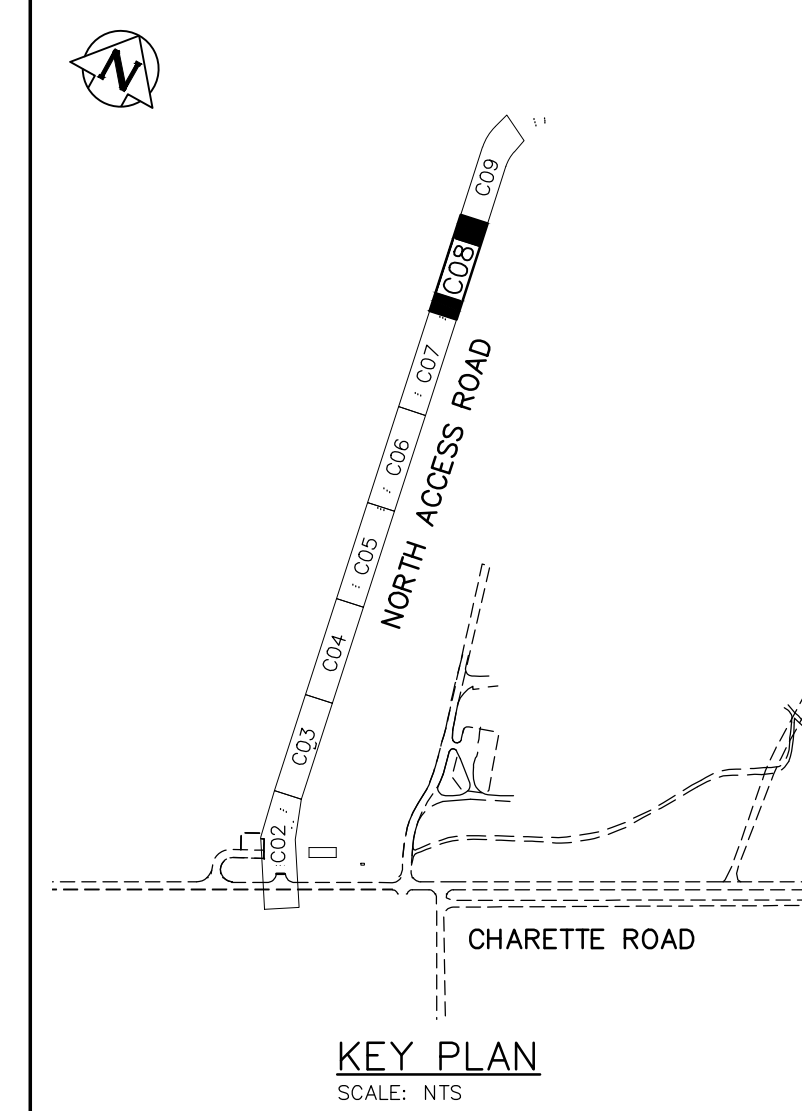 N
C09
C08
C07
C06
C05
C04
C03
C02
NORTH ACCESS ROAD
CHARETTE ROAD
KEY PLAN
SCALE: NTS